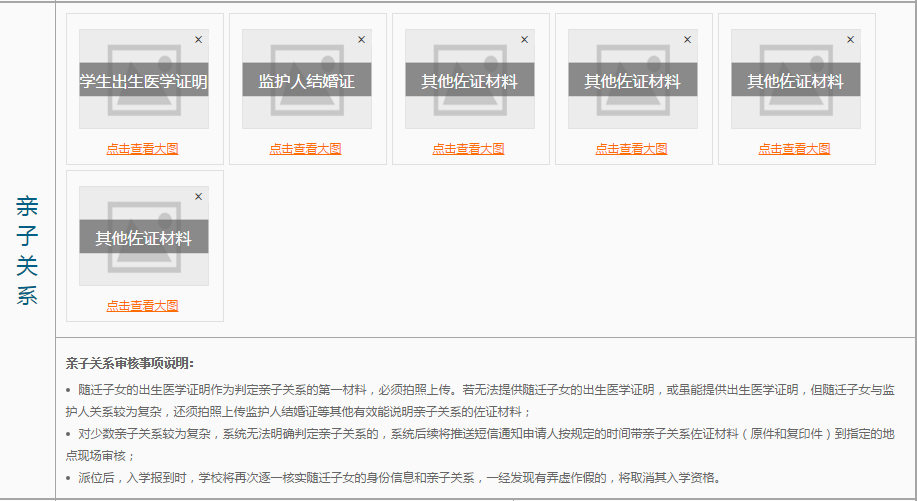 亲子关系
× × × × ×
学生出生医学证明 监护人结婚证 其他佐证材料 其他佐证材料 其他佐证材料
点击查看大图 点击查看大图 点击查看大图 点击查看大图 点击查看大图
×
其他佐证材料
点击查看大图
亲子关系审核事项说明：
• 随迁子女的出生医学证明作为判定亲子关系的第一材料，必须拍照上传。若无法提供随迁子女的出生医学证明，或虽能提供出生医学证明，但随迁子女与监
护人关系较为复杂，还须拍照上传监护人结婚证等其他有效能说明亲子关系的佐证材料；
• 对少数亲子关系较为复杂，系统无法明确判定亲子关系的，系统后续将推送短信通知申请人按规定的时间带亲子关系佐证材料（原件和复印件）到指定的地
点现场审核；
• 派位后，入学报到时，学校将再次逐一核实随迁子女的身份信息和亲子关系，一经发现有弄虚作假的，将取消其入学资格。